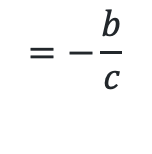 = − b/c